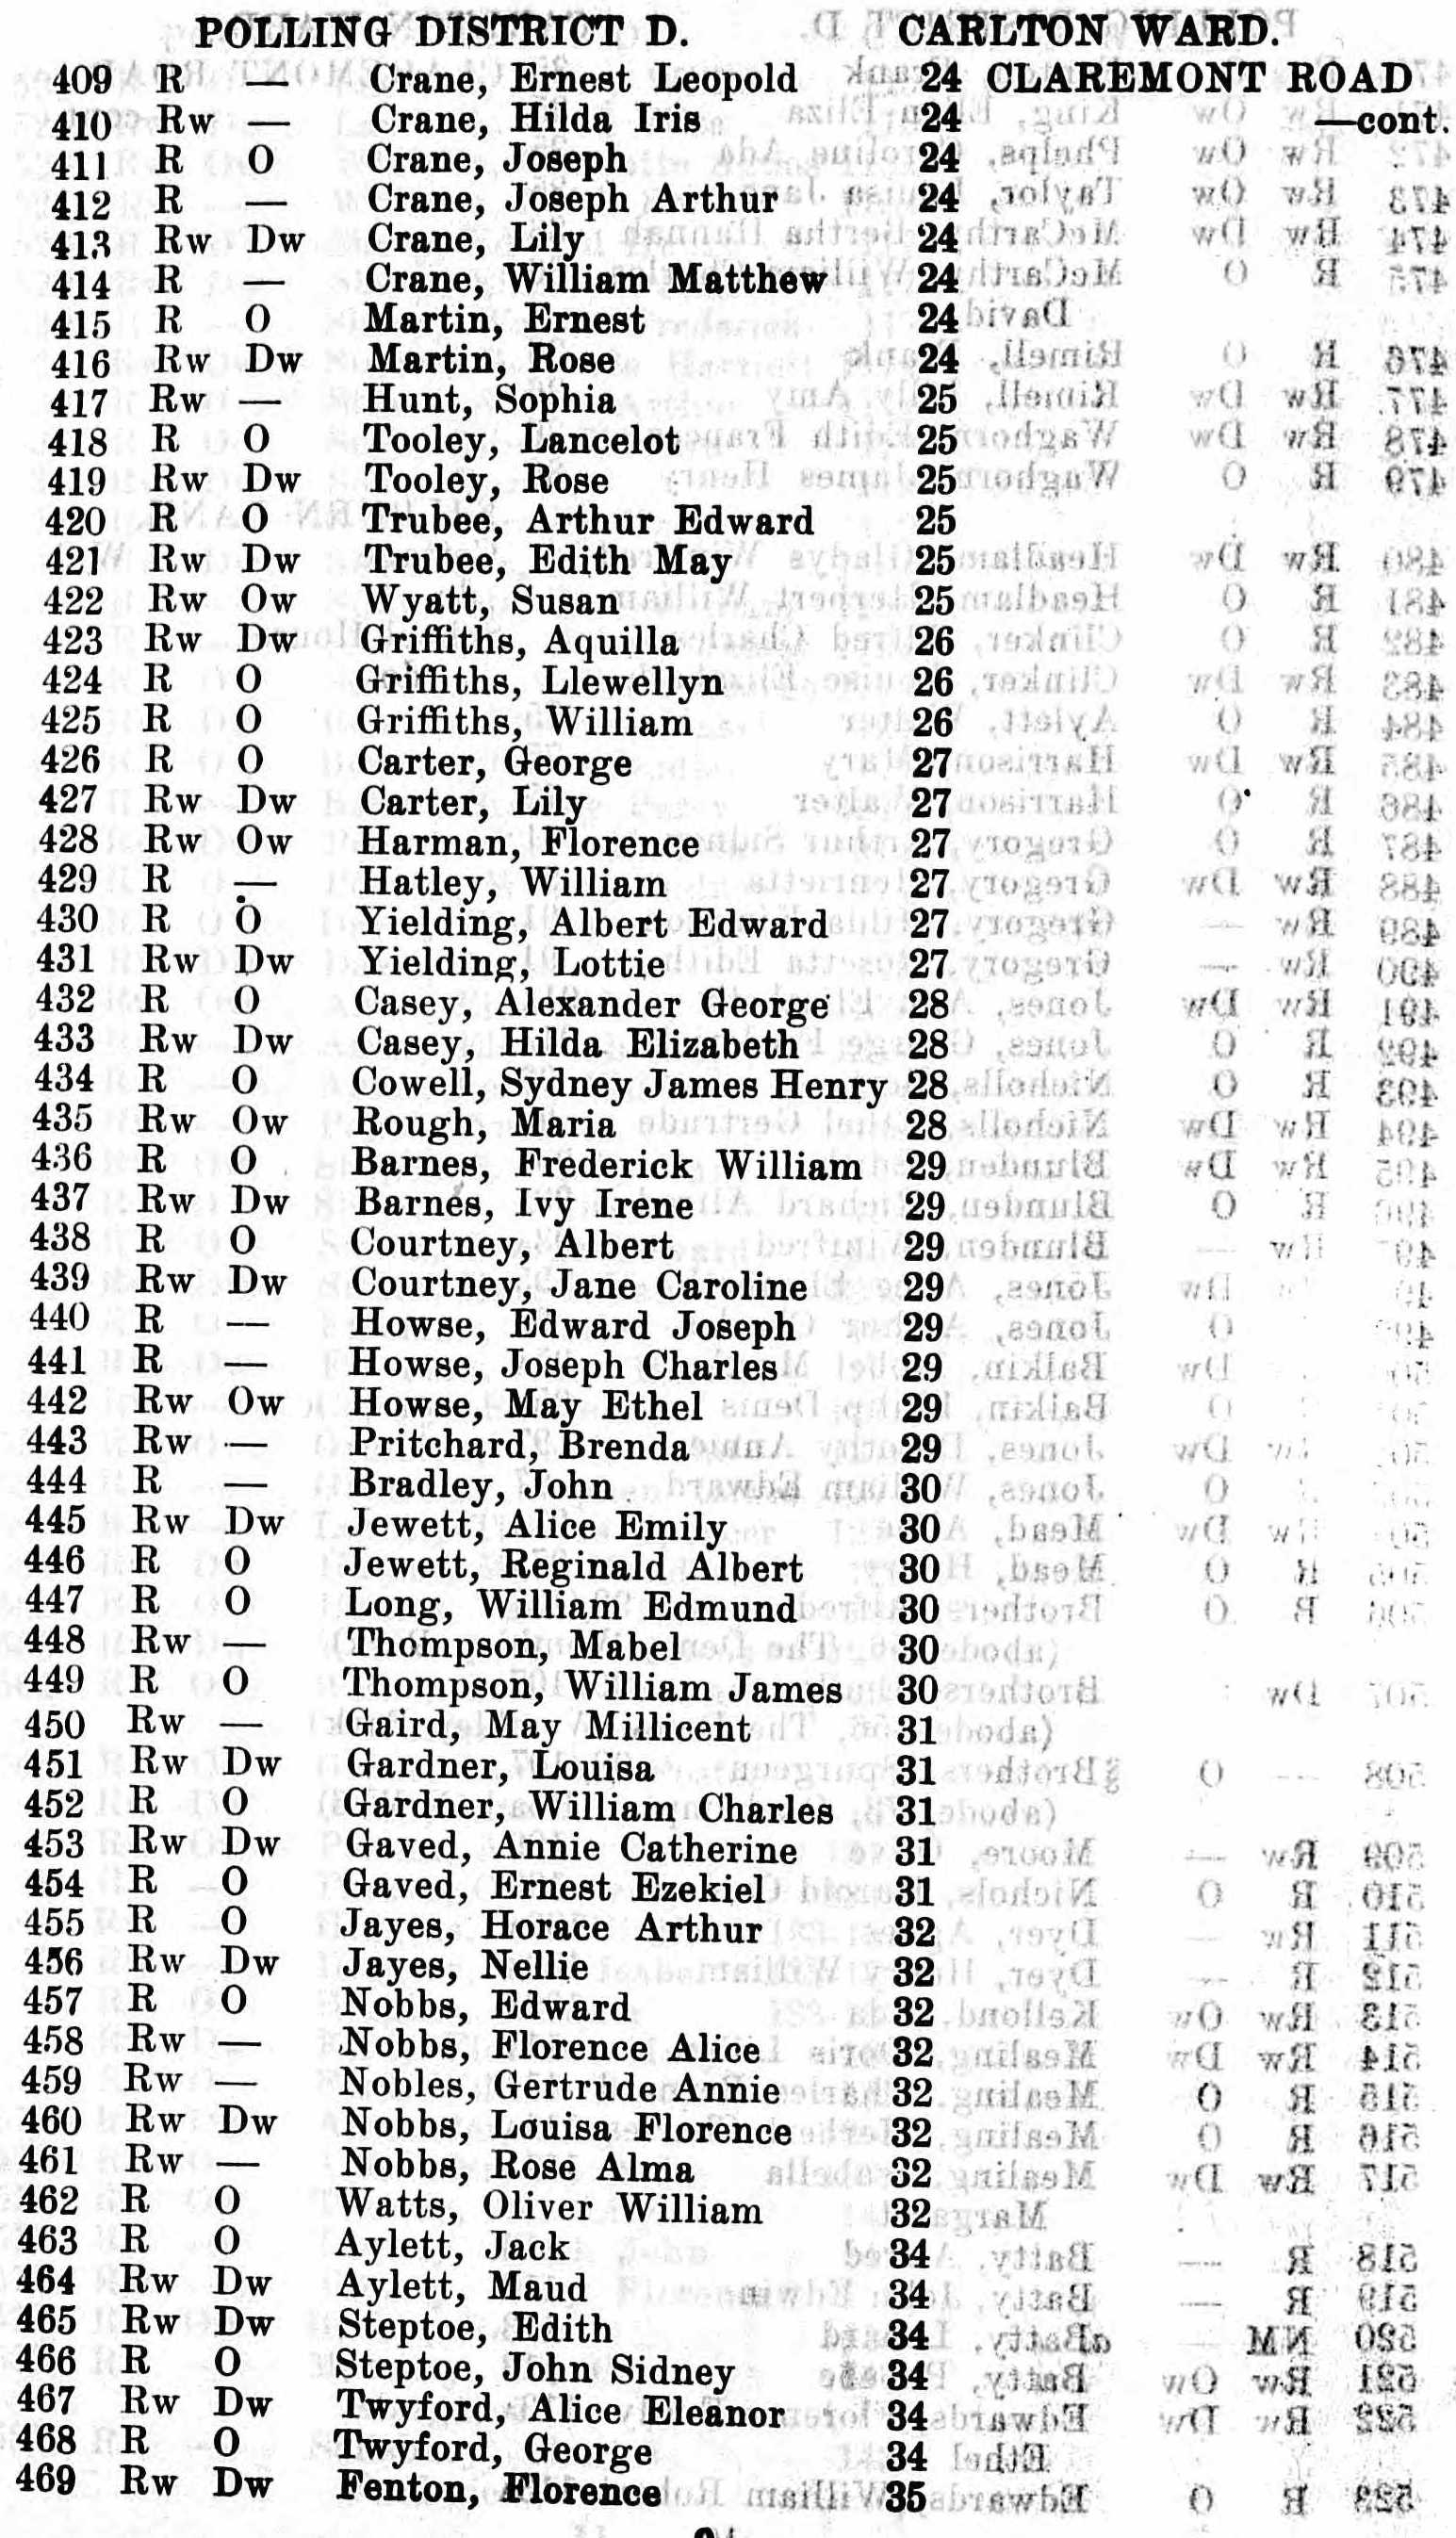 POLLING DISTRICT D. CARLTON WARD.
409 R — Crane, Ernest Leopold 24 CLAREMONT ROAD
410 Rw — Crane, Hilda Iris 24 —cont.
411 R O Crane, Joseph 24
412 R — Crane, Joseph Arthur 24
413 Rw Dw Crane, Lily 24
414 R — Crane, William Matthew 24
415 R O Martin, Ernest 24
416 Rw Dw Martin, Rose 24
417 Rw — Hunt, Sophia 25
418 R O Tooley, Lancelot 25
419 Rw Dw Tooley, Rose 25
420 R O Trubee, Arthur Edward 25
421 Rw Dw Trubee, Edith May 25
422 Rw Ow Wyatt, Susan 25
423 Rw Dw Griffiths, Aquilla 26
424 R O Griffiths, Llewellyn 26
425 R O Griffiths, William 26
426 R O Carter, George 27
427 Rw Dw Carter, Lily 27
428 Rw Ow Harman, Florence 27
429 R — Hatley, William 27
430 R O Yielding, Albert Edward 27
431 Rw Dw Yielding, Lottie 27
432 R O Casey, Alexander George 28
433 Rw Dw Casey, Hilda Elizabeth 28
434 R O Cowell, Sydney James Henry 28
435 Rw Ow Rough, Maria 28
436 R O Barnes, Frederick William 29
437 Rw Dw Barnes, Ivy Irene 29
438 R O Courtney, Albert 29
439 Rw Dw Courtney, Jane Caroline 29
440 R — Howse, Edward Joseph 29
441 R — Howse, Joseph Charles 29
442 Rw Ow Howse, May Ethel 29
443 Rw — Pritchard, Brenda 29
444 R — Bradley, John 30
445 Rw Dw Jewett, Alice Emily 30
446 R O Jewett, Reginald Albert 30
447 R O Long, William Edmund 30
448 Rw — Thompson, Mabel 30
449 R O Thompson, William James 30
450 Rw — Gaird, May Millicent 31
451 Rw Dw Gardner, Louisa 31
452 R O Gardner, William Charles 31
453 Rw Dw Gaved, Annie Catherine 31
454 R O Gaved, Ernest Ezekiel 31
455 R O Jayes, Horace Arthur 32
456 Rw Dw Jayes, Nellie 32
457 R O Nobbs, Edward 32
458 Rw — Nobbs, Florence Alice 32
459 Rw — Nobles, Gertrude Annie 32
460 Rw Dw Nobbs, Louisa Florence 32
461 Rw — Nobbs, Rose Alma 32
462 R O Watts, Oliver William 32
463 R O Aylett, Jack 34
464 Rw Dw Aylett, Maud 34
465 Rw Dw Steptoe, Edith 34
466 R O Steptoe, John Sidney 34
467 Rw Dw Twyford, Alice Eleanor 34
468 R O Twyford, George 34
469 Rw Dw Fenton, Florence 35